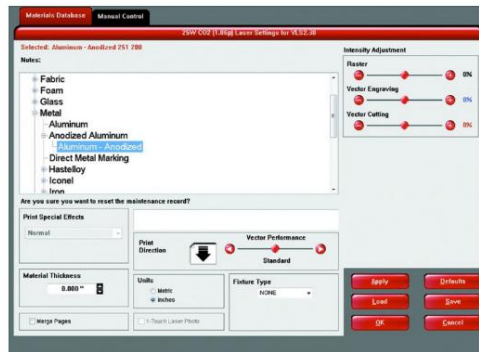 Materials Database
Manual Control
25W CO2 (1.06µ) Laser Settings for VLS2.30
Selected: Aluminum - Anodized 251 280
Notes:
Fabric
Foam
Glass
Metal
Aluminum
Anodized Aluminum
Aluminum - Anodized
Direct Metal Marking
Hastelloy
Iconel
Iron
Intensity Adjustment
Raster
0%
Vector Engraving
0%
Vector Cutting
0%
Are you sure you want to reset the maintenance record?
Print Special Effects
Normal
Print Direction
Vector Performance
Standard
Material Thickness
0.000 "
Units
Metric
Inches
Fixture Type
NONE
Merge Pages
1-Touch Laser Photo
Apply
Defaults
Load
Save
OK
Cancel